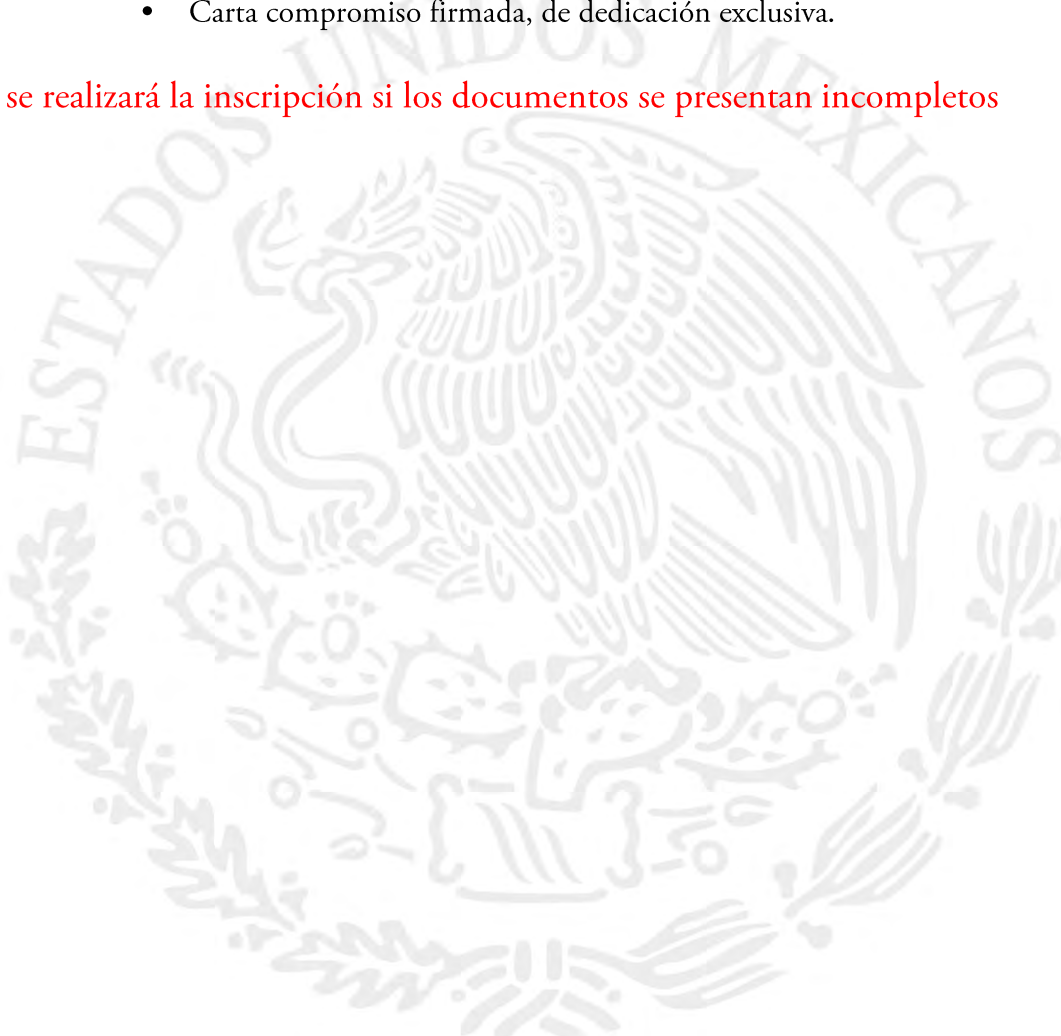 • Carta compromiso firmada, de dedicación exclusiva.
se realizará la inscripción si los documentos se presentan incompletos
ESTADOS UNIDOS MEXICANOS